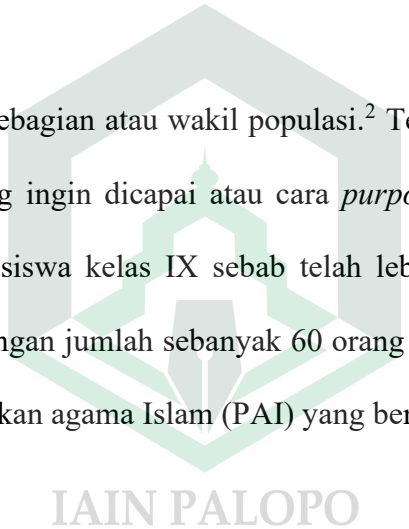 ebagian atau wakil populasi.² Te
g ingin dicapai atau cara purpo
siswa kelas IX sebab telah leb
ngan jumlah sebanyak 60 orang
kan agama Islam (PAI) yang ber
IAIN PALOPO